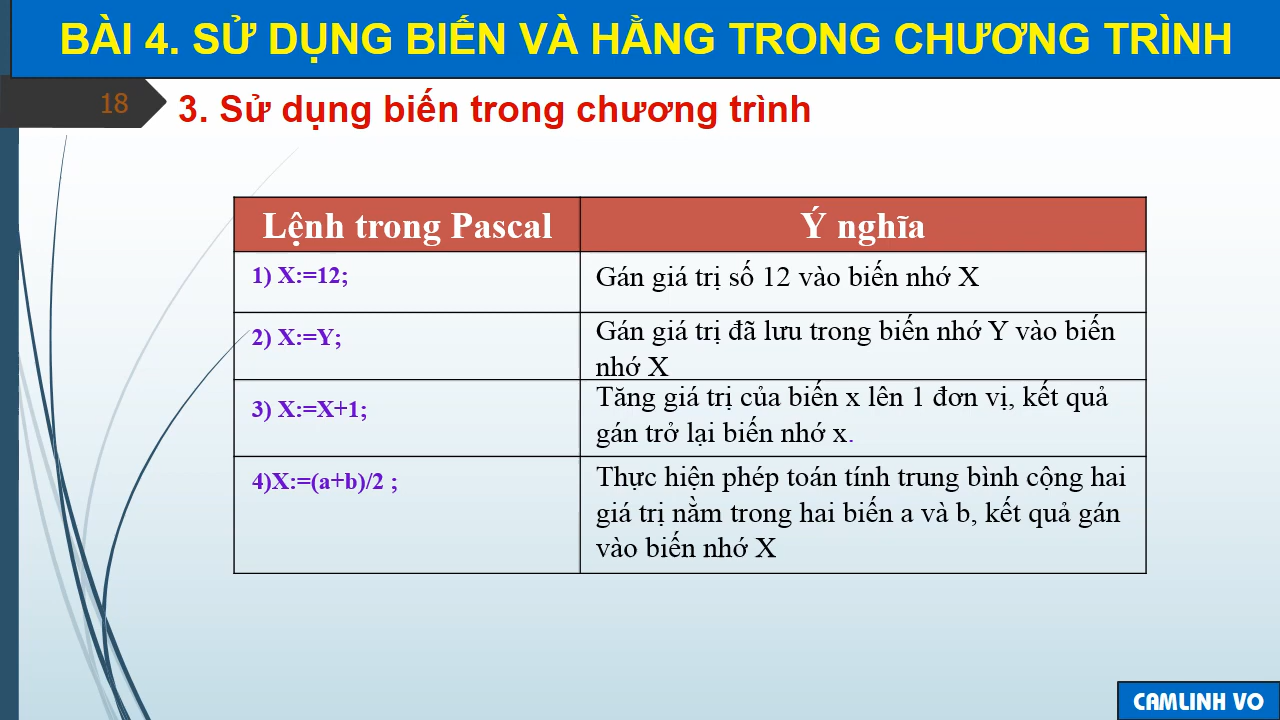 BÀI 4. SỬ DỤNG BIẾN VÀ HẰNG TRONG CHƯƠNG TRÌNH
18
3. Sử dụng biến trong chương trình
Lệnh trong Pascal
Ý nghĩa
1) X:=12;
Gán giá trị số 12 vào biến nhớ X
2) X:=Y;
Gán giá trị đã lưu trong biến nhớ Y vào biến
nhớ X
3) X:=X+1;
Tăng giá trị của biến x lên 1 đơn vị, kết quả
gán trở lại biến nhớ x.
4)X:=(a+b)/2 ;
Thực hiện phép toán tính trung bình cộng hai
giá trị nằm trong hai biến a và b, kết quả gán
vào biến nhớ X
CAMLINH VO